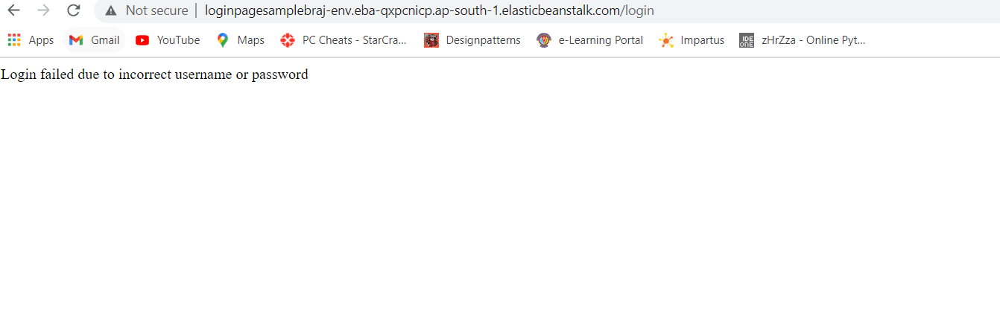 Not secure | loginpagesamplebraj-env.eba-qxpcnicp.ap-south-1.elasticbeanstalk.com/login
Apps Gmail YouTube Maps PC Cheats - StarCra... Designpatterns e-Learning Portal Impartus IDE ONE zHrZza - Online Pyt...
Login failed due to incorrect username or password